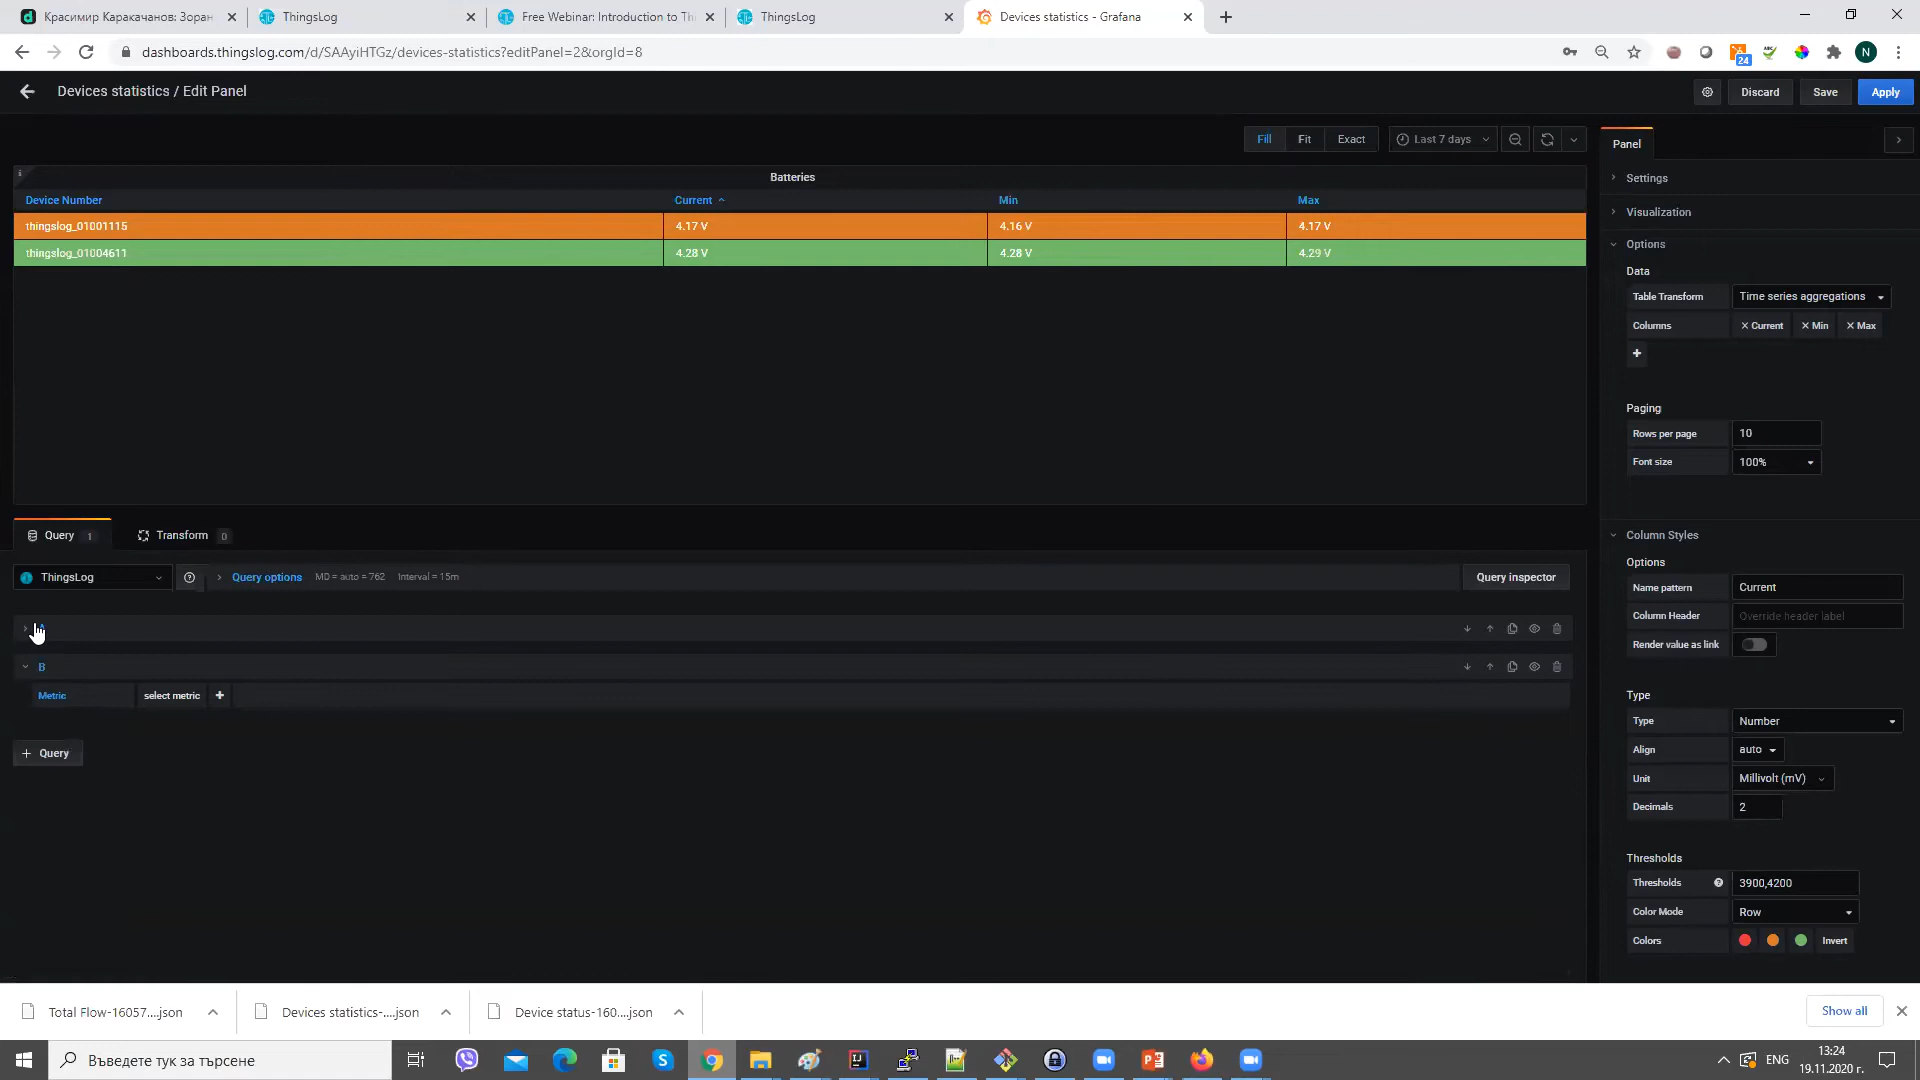 Красимир Каракачанов: Зоран
ThingsLog
Free Webinar: Introduction to Thi
ThingsLog
Devices statistics - Grafana
dashboards.thingslog.com/d/SAAyiHTGz/devices-statistics?editPanel=2&orgId=8
24
N
Devices statistics / Edit Panel
Discard
Save
Apply
Fill
Fit
Exact
Last 7 days
Batteries
Device Number
Current
Min
Max
thingslog_01001115
4.17 V
4.16 V
4.17 V
thingslog_01004611
4.28 V
4.28 V
4.29 V
Query
1
Transform
0
ThingsLog
Query options
MD = auto = 762
Interval = 15m
Query inspector
B
Metric
select metric
+
+ Query
Panel
Settings
Visualization
Options
Data
Table Transform
Time series aggregations
Columns
× Current
× Min
× Max
+
Paging
Rows per page
10
Font size
100%
Column Styles
Options
Name pattern
Current
Column Header
Override header label
Render value as link
Type
Type
Number
Align
auto
Unit
Millivolt (mV)
Decimals
2
Thresholds
Thresholds
3900,4200
Color Mode
Row
Colors
Invert
Total Flow-16057....json
Devices statistics-....json
Device status-160....json
Show all
Въведете тук за търсене
ENG
13:24
19.11.2020 г.